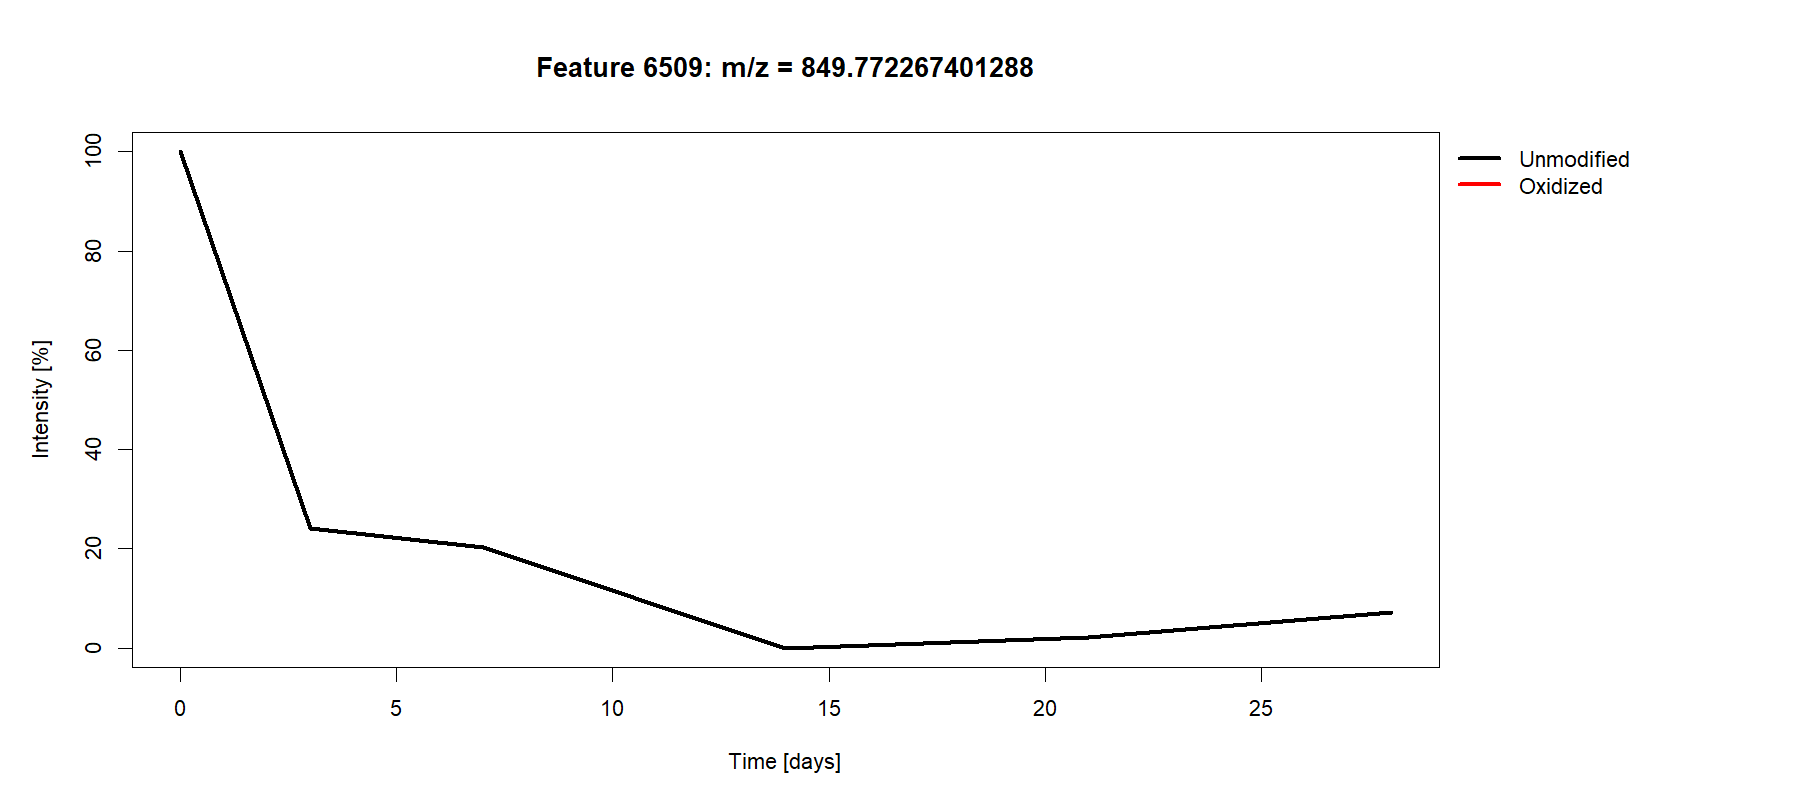 Feature 6509: m/z = 849.772267401288
Unmodified
Oxidized
Intensity [%]
100
80
60
40
20
0
0 5 10 15 20 25
Time [days]